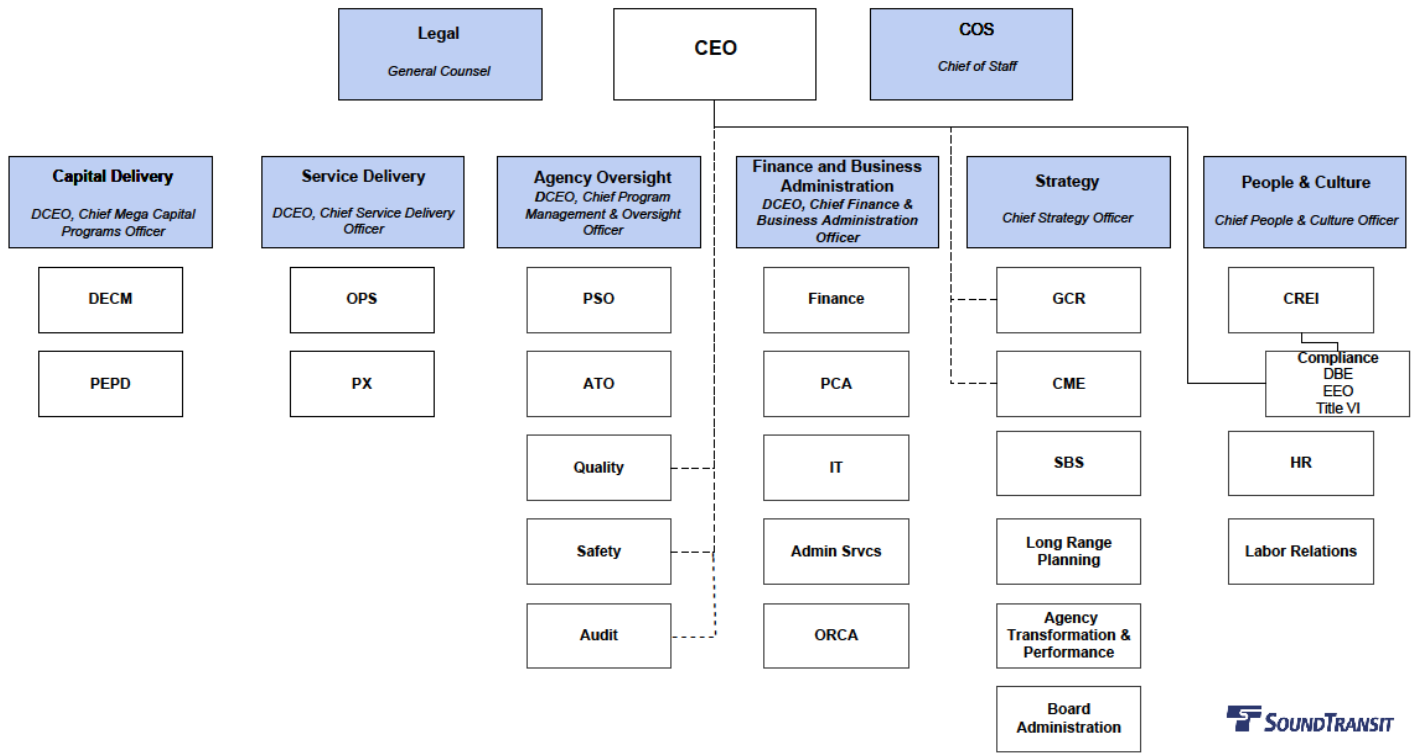 Legal
General Counsel
CEO
COS
Chief of Staff
Capital Delivery
DCEO, Chief Mega Capital
Programs Officer
DECM
PEPD
Service Delivery
DCEO, Chief Service Delivery
Officer
OPS
PX
Agency Oversight
DCEO, Chief Program
Management & Oversight
Officer
PSO
ATO
Quality
Safety
Audit
Finance and Business
Administration
DCEO, Chief Finance &
Business Administration
Officer
Finance
PCA
IT
Admin Srvcs
ORCA
Strategy
Chief Strategy Officer
GCR
CME
SBS
Long Range
Planning
Agency
Transformation &
Performance
Board
Administration
People & Culture
Chief People & Culture Officer
CREI
Compliance
DBE
EEO
Title VI
HR
Labor Relations
SOUNDTRANSIT